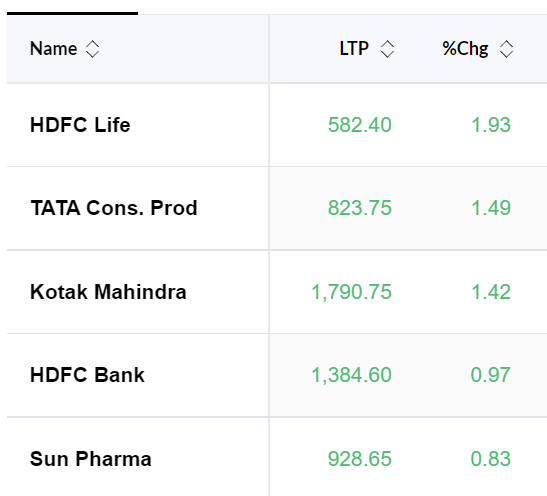 Name LTP %Chg
HDFC Life 582.40 1.93
TATA Cons. Prod 823.75 1.49
Kotak Mahindra 1,790.75 1.42
HDFC Bank 1,384.60 0.97
Sun Pharma 928.65 0.83